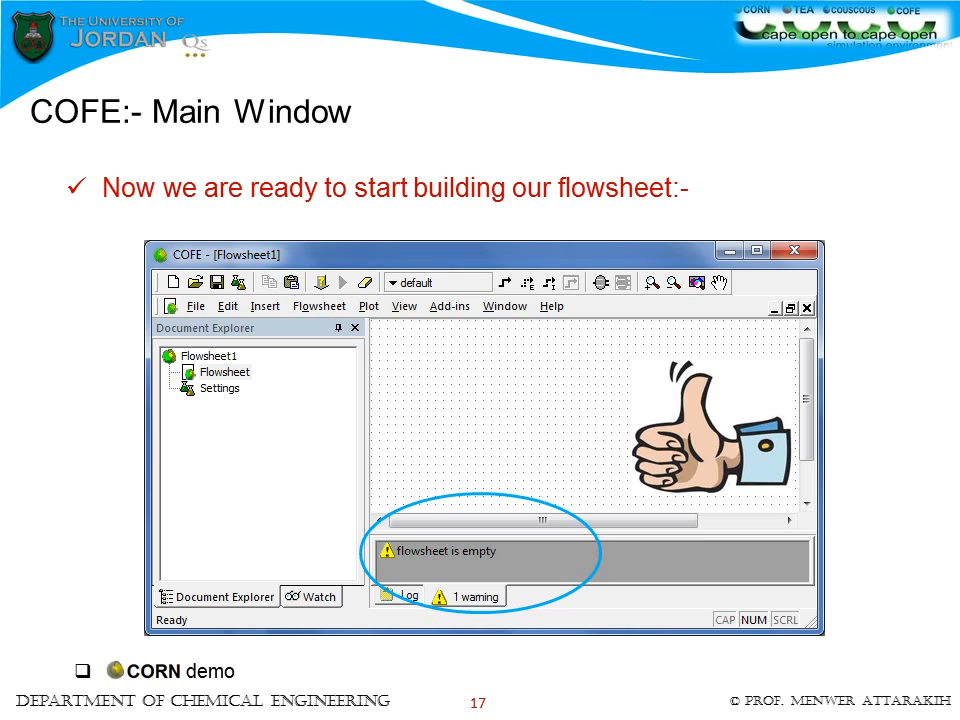 THE UNIVERSITY OF
JORDAN
QS
CORN TEA COUSCOUS COFE
cape open to cape open
simulation environment
COFE:- Main Window
Now we are ready to start building our flowsheet:-
COFE - [Flowsheet1]
default
File Edit Insert Flowsheet Plot View Add-ins Window Help
Document Explorer
Flowsheet1
Flowsheet
Settings
flowsheet is empty
Document Explorer Watch
Log 1 warning
Ready
CAP NUM SCRL
CORN demo
DEPARTMENT OF CHEMICAL ENGINEERING
17
© PROF. MENWER ATTARAKIH